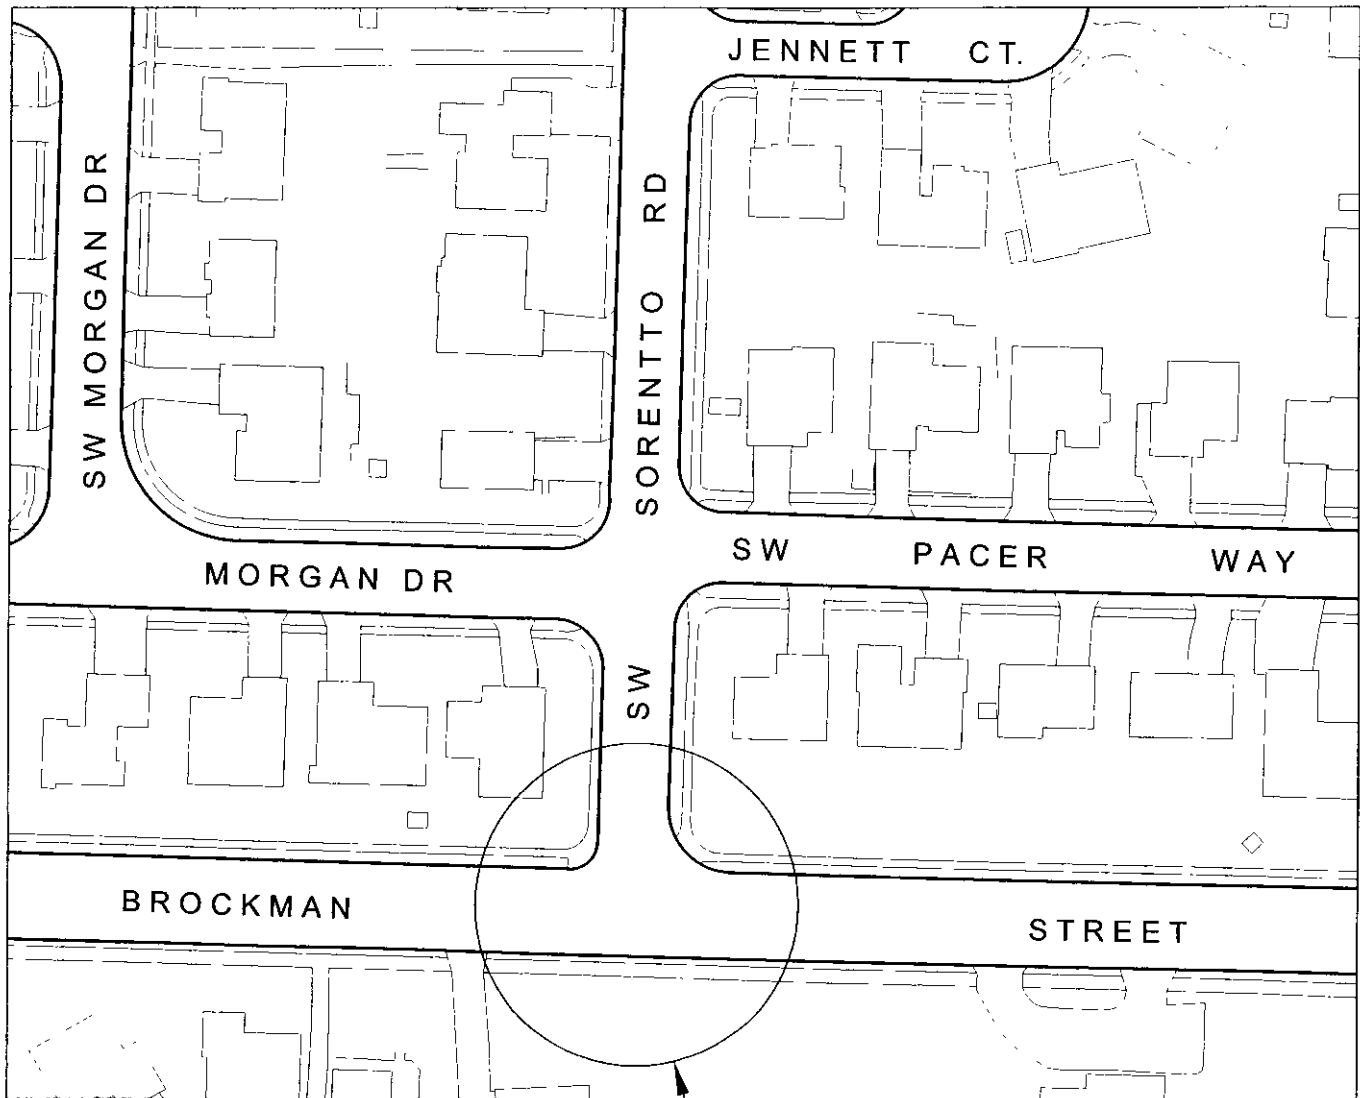 JENNETT CT.
SW MORGAN DR
SW SORENTTO RD
SW PACER WAY
MORGAN DR
BROCKMAN STREET